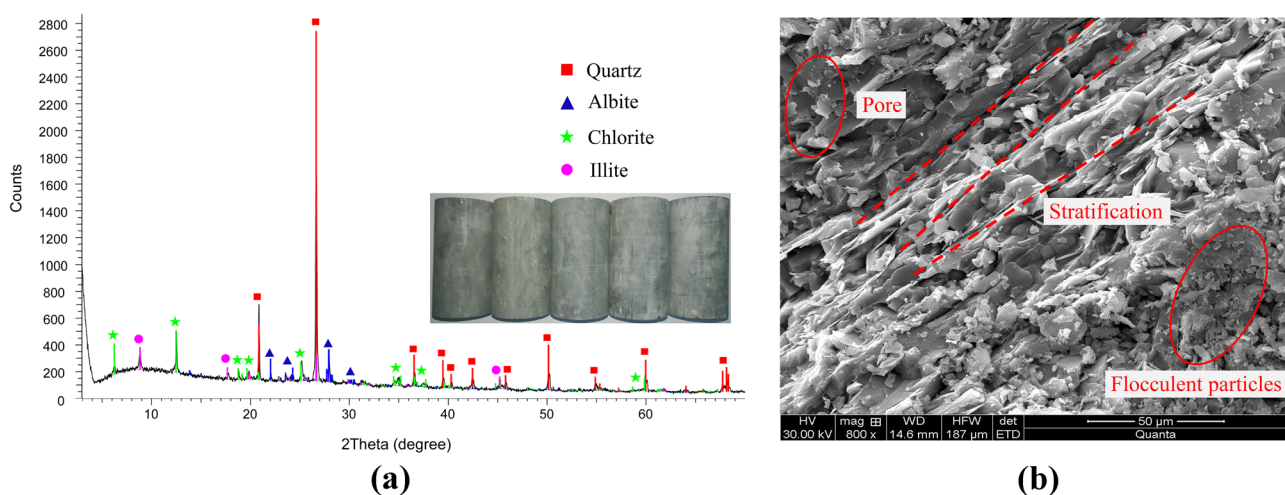 2800
2600
2400
2200
2000
1800
1600
1400
1200
1000
800
600
400
200
0
Counts
10
20
30
40
50
60
2Theta (degree)
Quartz
Albite
Chlorite
Illite
(a)
Pore
Stratification
Flocculent particles
HV mag WD HFW det
30.00 kV 800 x 14.6 mm 187 μm ETD
50 μm
Quanta
(b)